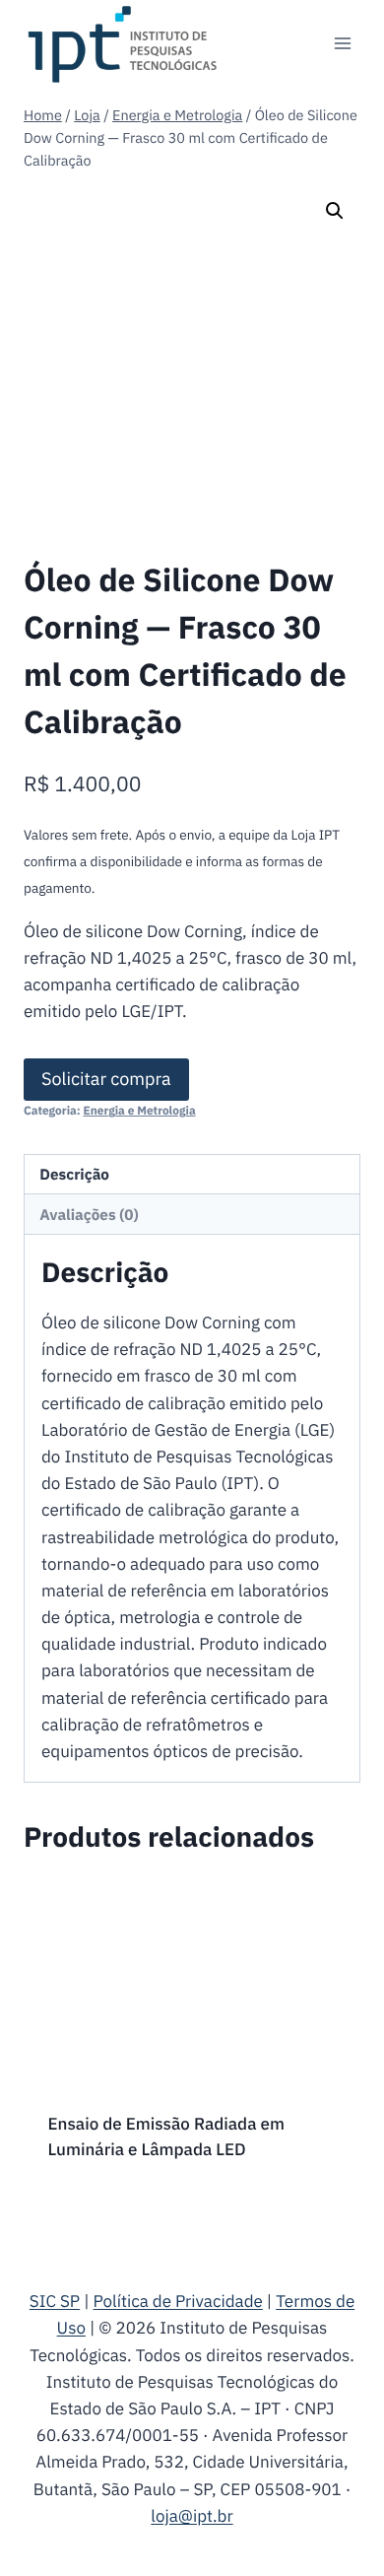 ipt INSTITUTO DE
PESQUISAS
TECNOLÓGICAS
Home / Loja / Energia e Metrologia / Óleo de Silicone
Dow Corning — Frasco 30 ml com Certificado de
Calibração
Óleo de Silicone Dow
Corning — Frasco 30
ml com Certificado de
Calibração
R$ 1.400,00
Valores sem frete. Após o envio, a equipe da Loja IPT
confirma a disponibilidade e informa as formas de
pagamento.
Óleo de silicone Dow Corning, índice de
refração ND 1,4025 a 25°C, frasco de 30 ml,
acompanha certificado de calibração
emitido pelo LGE/IPT.
Solicitar compra
Categoria: Energia e Metrologia
Descrição
Avaliações (0)
Descrição
Óleo de silicone Dow Corning com
índice de refração ND 1,4025 a 25°C,
fornecido em frasco de 30 ml com
certificado de calibração emitido pelo
Laboratório de Gestão de Energia (LGE)
do Instituto de Pesquisas Tecnológicas
do Estado de São Paulo (IPT). O
certificado de calibração garante a
rastreabilidade metrológica do produto,
tornando-o adequado para uso como
material de referência em laboratórios
de óptica, metrologia e controle de
qualidade industrial. Produto indicado
para laboratórios que necessitam de
material de referência certificado para
calibração de refratômetros e
equipamentos ópticos de precisão.
Produtos relacionados
Ensaio de Emissão Radiada em
Luminária e Lâmpada LED
SIC SP | Política de Privacidade | Termos de
Uso | © 2026 Instituto de Pesquisas
Tecnológicas. Todos os direitos reservados.
Instituto de Pesquisas Tecnológicas do
Estado de São Paulo S.A. – IPT · CNPJ
60.633.674/0001-55 · Avenida Professor
Almeida Prado, 532, Cidade Universitária,
Butantã, São Paulo – SP, CEP 05508-901 ·
loja@ipt.br